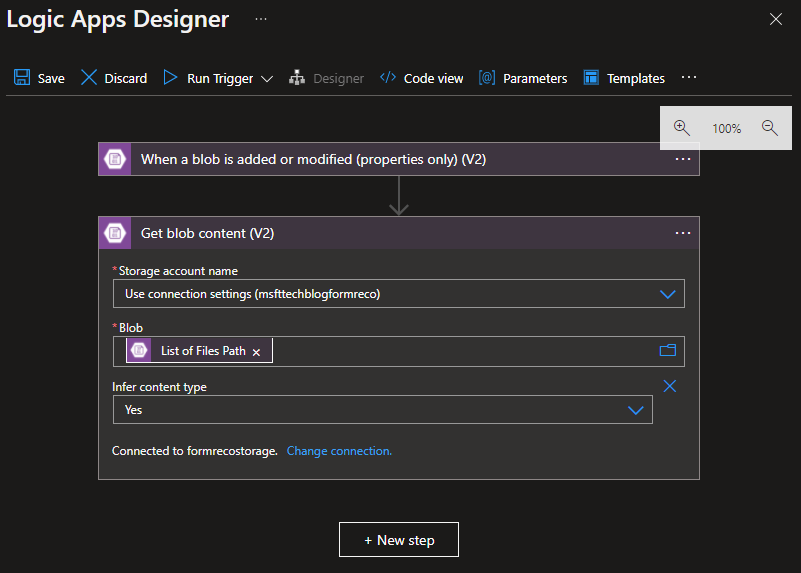 Logic Apps Designer ...
Save Discard Run Trigger Designer Code view Parameters Templates ...
100%
When a blob is added or modified (properties only) (V2) ...
Get blob content (V2) ...
* Storage account name
Use connection settings (msfttechblogformreco)
* Blob
List of Files Path ×
Infer content type
Yes
Connected to formrecostorage. Change connection.
+ New step